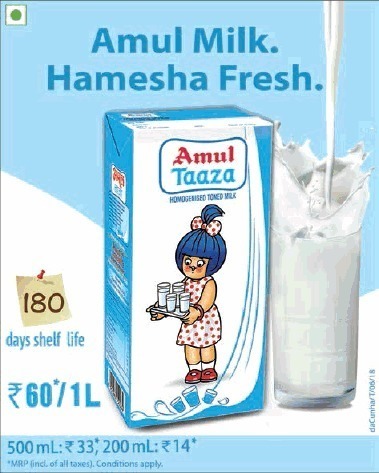 Amul Milk.
Hamesha Fresh.
Amul
Taaza
HOMOGENISED TONED MILK
180
days shelf life
₹60*/1L
500 mL: ₹33*, 200 mL: ₹14*
*MRP (incl. of all taxes). Conditions apply.
daCunha/T/06/18